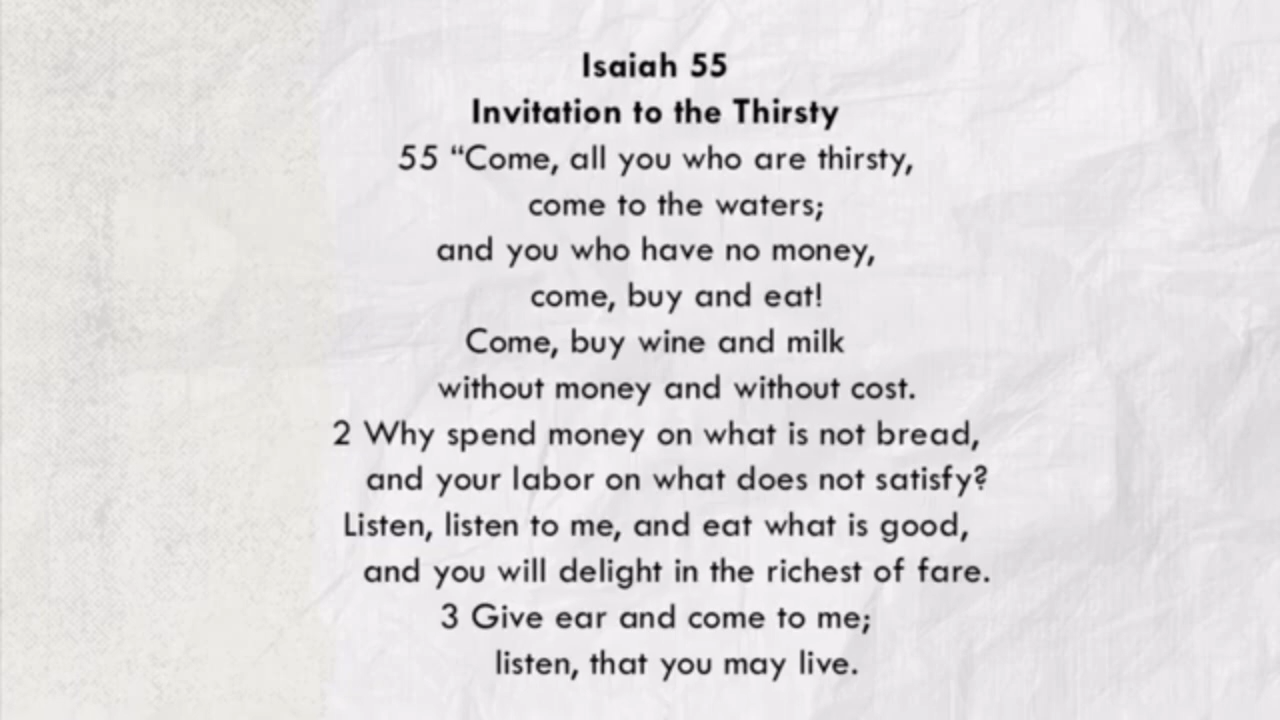 Isaiah 55
Invitation to the Thirsty
55 “Come, all you who are thirsty,
come to the waters;
and you who have no money,
come, buy and eat!
Come, buy wine and milk
without money and without cost.
2 Why spend money on what is not bread,
and your labor on what does not satisfy?
Listen, listen to me, and eat what is good,
and you will delight in the richest of fare.
3 Give ear and come to me;
listen, that you may live.